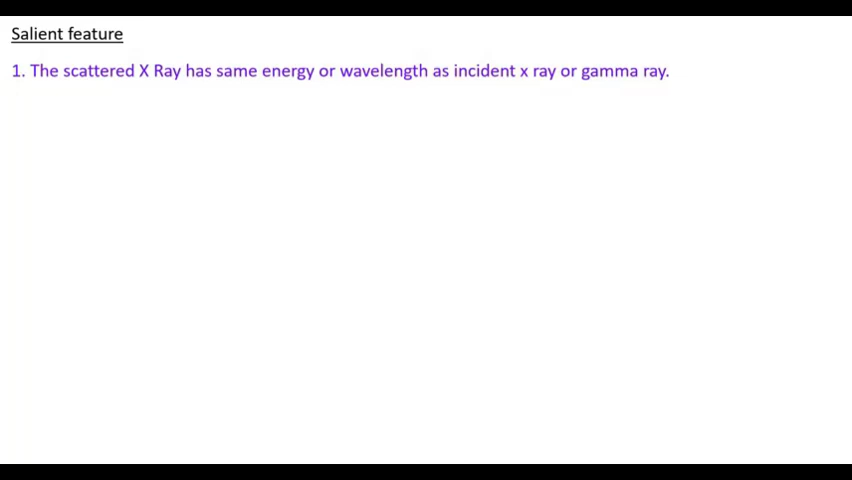 Salient feature
1. The scattered X Ray has same energy or wavelength as incident x ray or gamma ray.